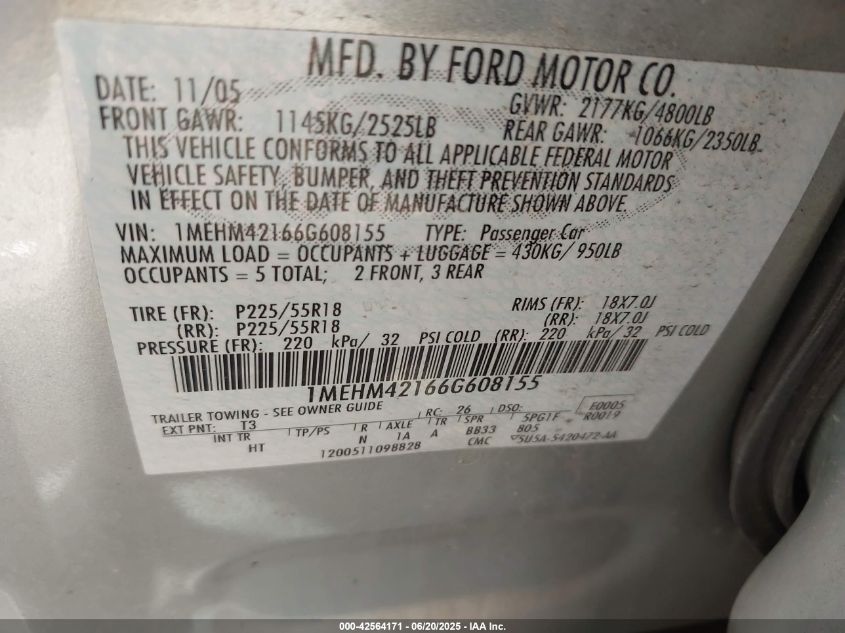 MFD. BY FORD MOTOR CO.
DATE: 11/05 GVWR: 2177KG/4800LB
FRONT GAWR: 1145KG/2525LB REAR GAWR: 1066KG/2350LB
THIS VEHICLE CONFORMS TO ALL APPLICABLE FEDERAL MOTOR
VEHICLE SAFETY, BUMPER, AND THEFT PREVENTION STANDARDS
IN EFFECT ON THE DATE OF MANUFACTURE SHOWN ABOVE.
VIN: 1MEHM42166G608155 TYPE: Passenger Car
MAXIMUM LOAD = OCCUPANTS + LUGGAGE = 430KG/ 950LB
OCCUPANTS = 5 TOTAL; 2 FRONT, 3 REAR
TIRE (FR): P225/55R18 RIMS (FR): 18X7.0J
(RR): P225/55R18 (RR): 18X7.0J
PRESSURE (FR): 220 kPa/ 32 PSI COLD (RR): 220 kPa/ 32 PSI COLD
1MEHM42166G608155
TRAILER TOWING - SEE OWNER GUIDE
EXT PNT: T3 RC: 26 DSO: E0005
R0019
INT TR TP/PS R AXLE TR SPR 5PG1F
HT N 1A A BB33 805
1200511098828 CMC 5U5A-5420472-AA
000-42564171 - 06/20/2025 - IAA Inc.